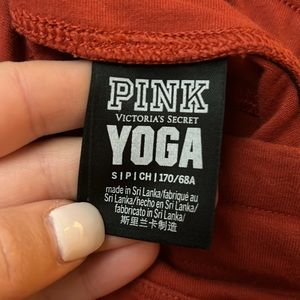 PINK
VICTORIA'S SECRET
YOGA
S | P | CH | 170/68A
made in Sri Lanka/fabriqué au
Sri Lanka/hecho en Sri Lanka/
fabbricato in Sri Lanka/
斯里兰卡制造